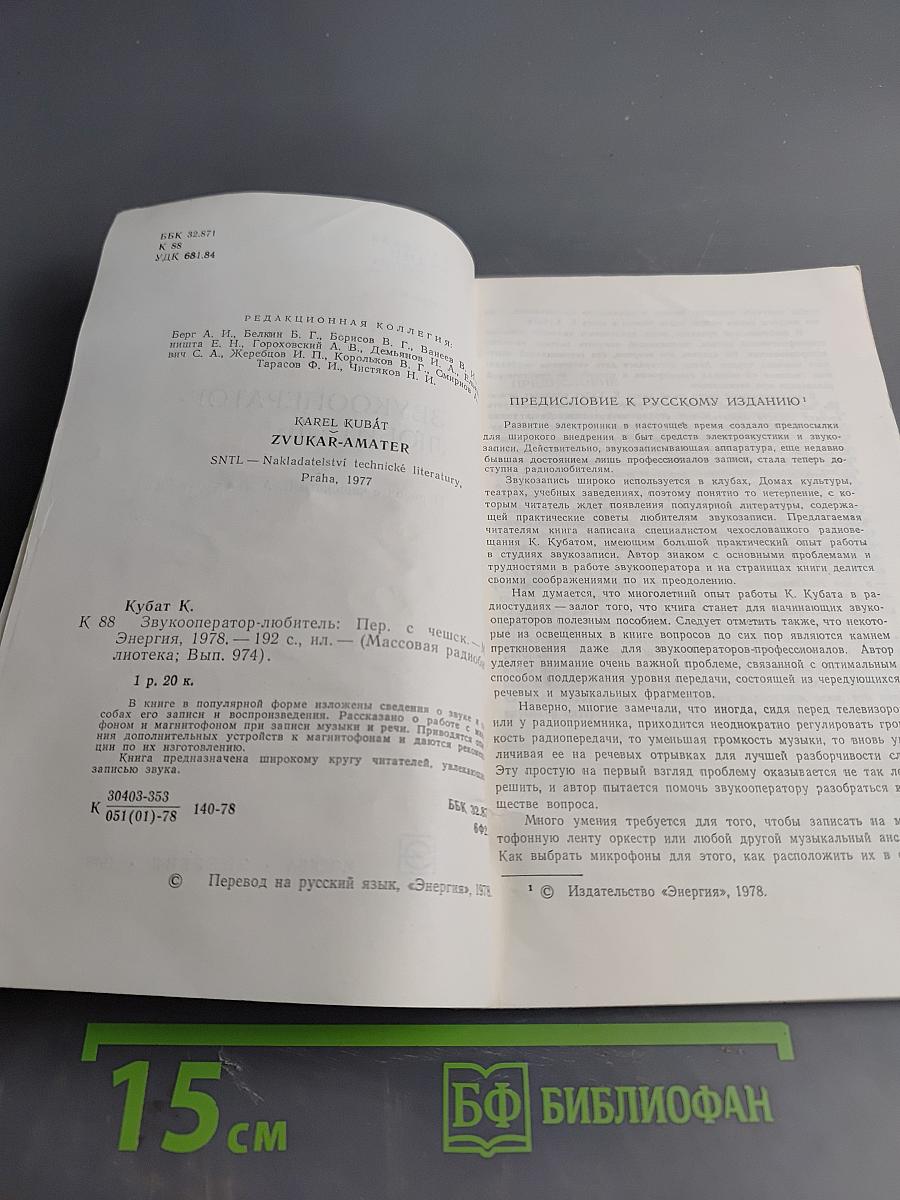 ББК 32.871
К 88
УДК 681.84
РЕДАКЦИОННАЯ КОЛЛЕГИЯ:
Берг А. И., Белкин Б. Г., Борисов В. Г., Ванеев В. И.,
ништа Е. Н., Гороховский А. В., Демьянов И. А., Ельяш
вич С. А., Жеребцов И. П., Корольков В. Г., Смирнов
Тарасов Ф. И., Чистяков Н. И.
KAREL KUBÁT
ZVUKAŘ-AMATER
SNTL — Nakladatelství technické literatury,
Praha, 1977
Кубат К.
К 88 Звукооператор-любитель: Пер. с чешск. —
Энергия, 1978. — 192 с., ил. — (Массовая радиоб
лиотека; Вып. 974).
1 р. 20 к.
В книге в популярной форме изложены сведения о звуке и
собах его записи и воспроизведения. Рассказано о работе с
фоном и магнитофоном при записи музыки и речи. Приводятся
ния дополнительных устройств к магнитофонам и даются
ции по их изготовлению.
Книга предназначена широкому кругу читателей, увлекающ
записью звука.
К 30403-353
051(01)-78 140-78
ББК 32.87
6Ф2
© Перевод на русский язык, «Энергия», 1978.
ПРЕДИСЛОВИЕ К РУССКОМУ ИЗДАНИЮ¹
Развитие электроники в настоящеь время создало предпосылки
для широкого внедрения в быт средств электроакустики и звуко-
записи. Действительно, звукозаписывающая аппаратура, еще недавно
бывшая достоянием лишь профессионалов записи, стала теперь до-
ступна радиолюбителям.
Звукозапись широко используется в клубах, Домах культуры,
театрах, учебных заведениях, поэтому понятно то нетерпение, с ко-
торым читатель ждет появления популярной литературы, содержа-
щей практические советы любителям звукозаписи. Предлагаемая
читателям книга написана специалистом чехословацкого радиове-
щания К. Кубатом, имеющим большой практический опыт работы
в студиях звукозаписи. Автор знаком с основными проблемами и
трудностями в работе звукооператора и на страницах книги делится
своими соображениями по их преодолению.
Нам думается, что многолетний опыт работы К. Кубата в ра-
диостудиях — залог того, что книга станет для начинающих звуко-
операторов полезным пособием. Следует отметить также, что некото-
рые из освещенных в книге вопросов до сих пор являются камнем
преткновения даже для звукооператоров-профессионалов. Автор
уделяет внимание очень важной проблеме, связанной с оптимальным
способом поддержания уровня передачи, состоящей из чередующихся
речевых и музыкальных фрагментов.
Наверно, многие замечали, что иногда, сидя перед телевизоро
или у радиоприемника, приходится неоднократно регулировать гро
кость радиопередачи, то уменьшая громкость музыки, то вновь ув
личивая ее на речевых отрывках для лучшей разборчивости сл
Эту простую на первый взгляд проблему оказывается не так ле
решить, и автор пытается помочь звукооператору разобраться в
ществе вопроса.
Много умения требуется для того, чтобы записать на м
тофонную ленту оркестр или любой другой музыкальный анс
Как выбрать микрофоны для этого, как расположить их в
¹ © Издательство «Энергия», 1978.
15 см
БФ БИБЛИОФАН